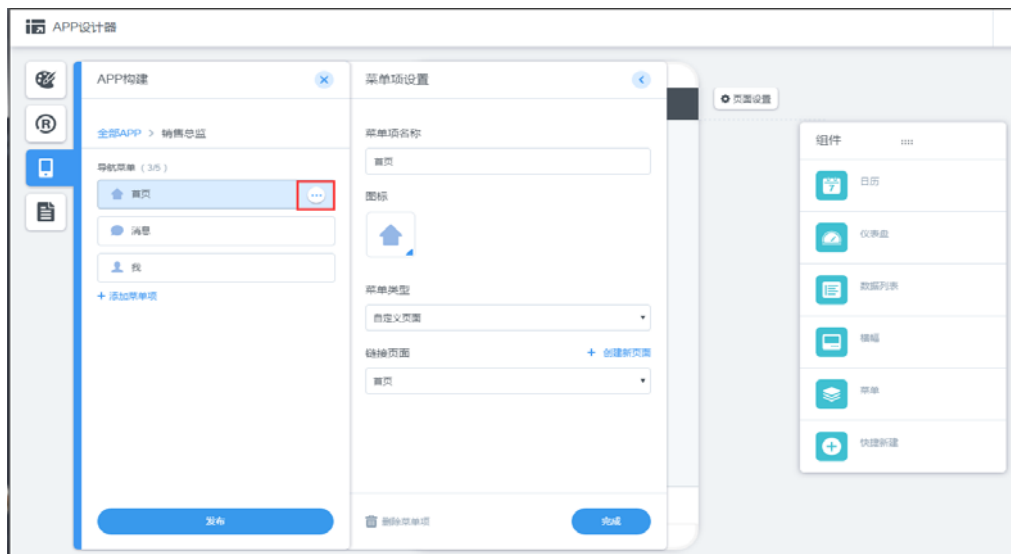 APP设计器
APP构建
全部APP > 销售总监
导航菜单（3/5）
首页
消息
我
+ 添加菜单项
发布
菜单项设置
菜单项名称
首页
图标
菜单类型
自定义页面
链接页面
+ 创建新页面
首页
删除菜单项
完成
页面设置
组件
日历
仪表盘
数据列表
横幅
菜单
快捷新建